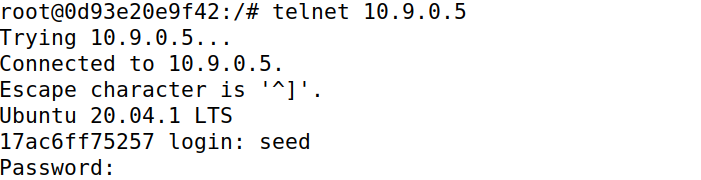 root@0d93e20e9f42:/# telnet 10.9.0.5
Trying 10.9.0.5...
Connected to 10.9.0.5.
Escape character is '^]'.
Ubuntu 20.04.1 LTS
17ac6ff75257 login: seed
Password: